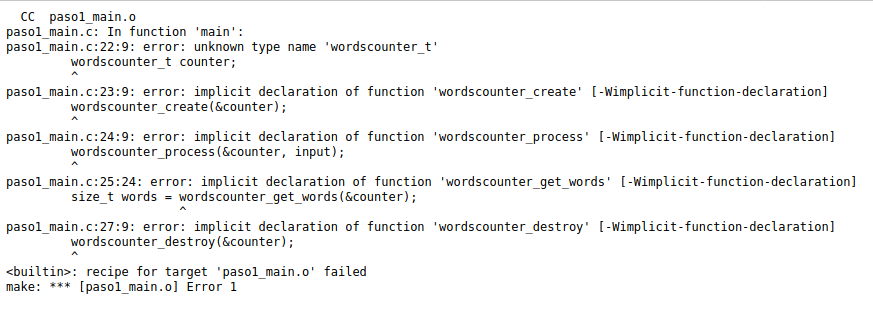 CC  paso1_main.o
paso1_main.c: In function 'main':
paso1_main.c:22:9: error: unknown type name 'wordscounter_t'
         wordscounter_t counter;
         ^
paso1_main.c:23:9: error: implicit declaration of function 'wordscounter_create' [-Wimplicit-function-declaration]
         wordscounter_create(&counter);
         ^
paso1_main.c:24:9: error: implicit declaration of function 'wordscounter_process' [-Wimplicit-function-declaration]
         wordscounter_process(&counter, input);
         ^
paso1_main.c:25:24: error: implicit declaration of function 'wordscounter_get_words' [-Wimplicit-function-declaration]
         size_t words = wordscounter_get_words(&counter);
                        ^
paso1_main.c:27:9: error: implicit declaration of function 'wordscounter_destroy' [-Wimplicit-function-declaration]
         wordscounter_destroy(&counter);
         ^
<builtin>: recipe for target 'paso1_main.o' failed
make: *** [paso1_main.o] Error 1